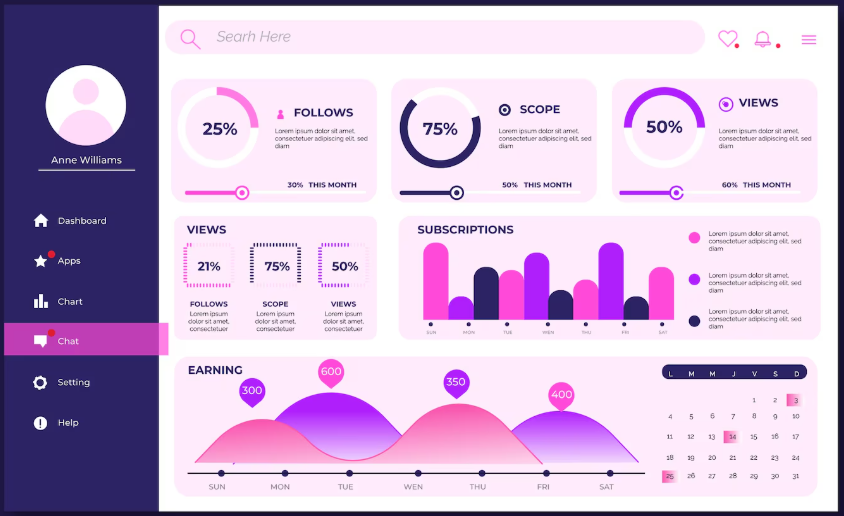 Searh Here
Anne Williams
Dashboard
Apps
Chart
Chat
Setting
Help
25%
FOLLOWS
Lorem ipsum dolor sit amet,
consectetuer adipiscing elit, sed
diam
30% THIS MONTH
75%
SCOPE
Lorem ipsum dolor sit amet,
consectetuer adipiscing elit, sed
diam
50% THIS MONTH
50%
VIEWS
Lorem ipsum dolor sit amet,
consectetuer adipiscing elit, sed
diam
60% THIS MONTH
VIEWS
21%
FOLLOWS
Lorem ipsum
dolor sit amet,
consectetuer
75%
SCOPE
Lorem ipsum
dolor sit amet,
consectetuer
50%
VIEWS
Lorem ipsum
dolor sit amet,
consectetuer
SUBSCRIPTIONS
SUN MON TUE WEN THU FRI SAT
Lorem ipsum dolor sit amet,
consectetuer adipiscing elit, sed
diam
Lorem ipsum dolor sit amet,
consectetuer adipiscing elit, sed
diam
Lorem ipsum dolor sit amet,
consectetuer adipiscing elit, sed
diam
EARNING
300
600
350
400
SUN MON TUE WEN THU FRI SAT
L M M J V S D
1 2 3
4 5 6 7 8 9 10
11 12 13 14 15 16 17
18 19 20 21 22 23 24
25 26 27 28 29 30 31